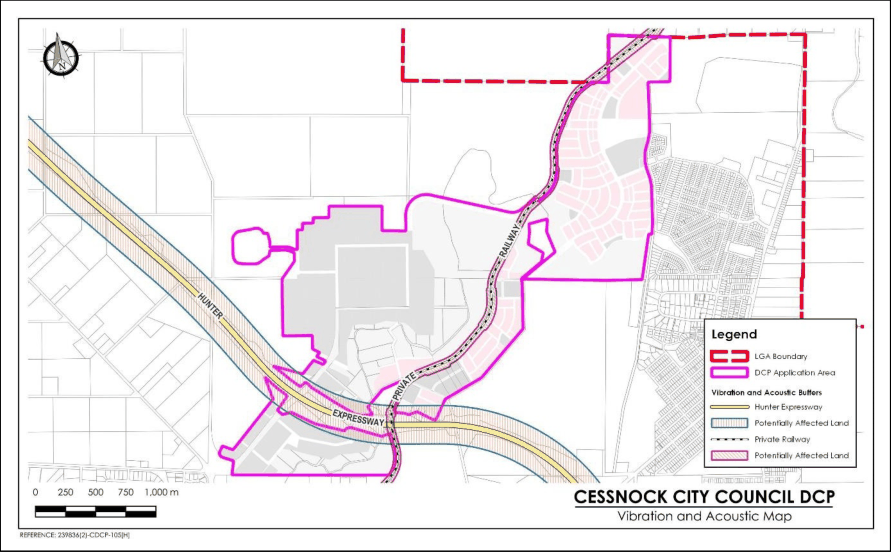 N
RAILWAY
HUNTER
PRIVATE
EXPRESSWAY
Legend
LGA Boundary
DCP Application Area
Vibration and Acoustic Buffers
Hunter Expressway
Potentially Affected Land
Private Railway
Potentially Affected Land
0 250 500 750 1,000 m
CESSNOCK CITY COUNCIL DCP
Vibration and Acoustic Map
REFERENCE: 239836(2)-CDCP-105[H]